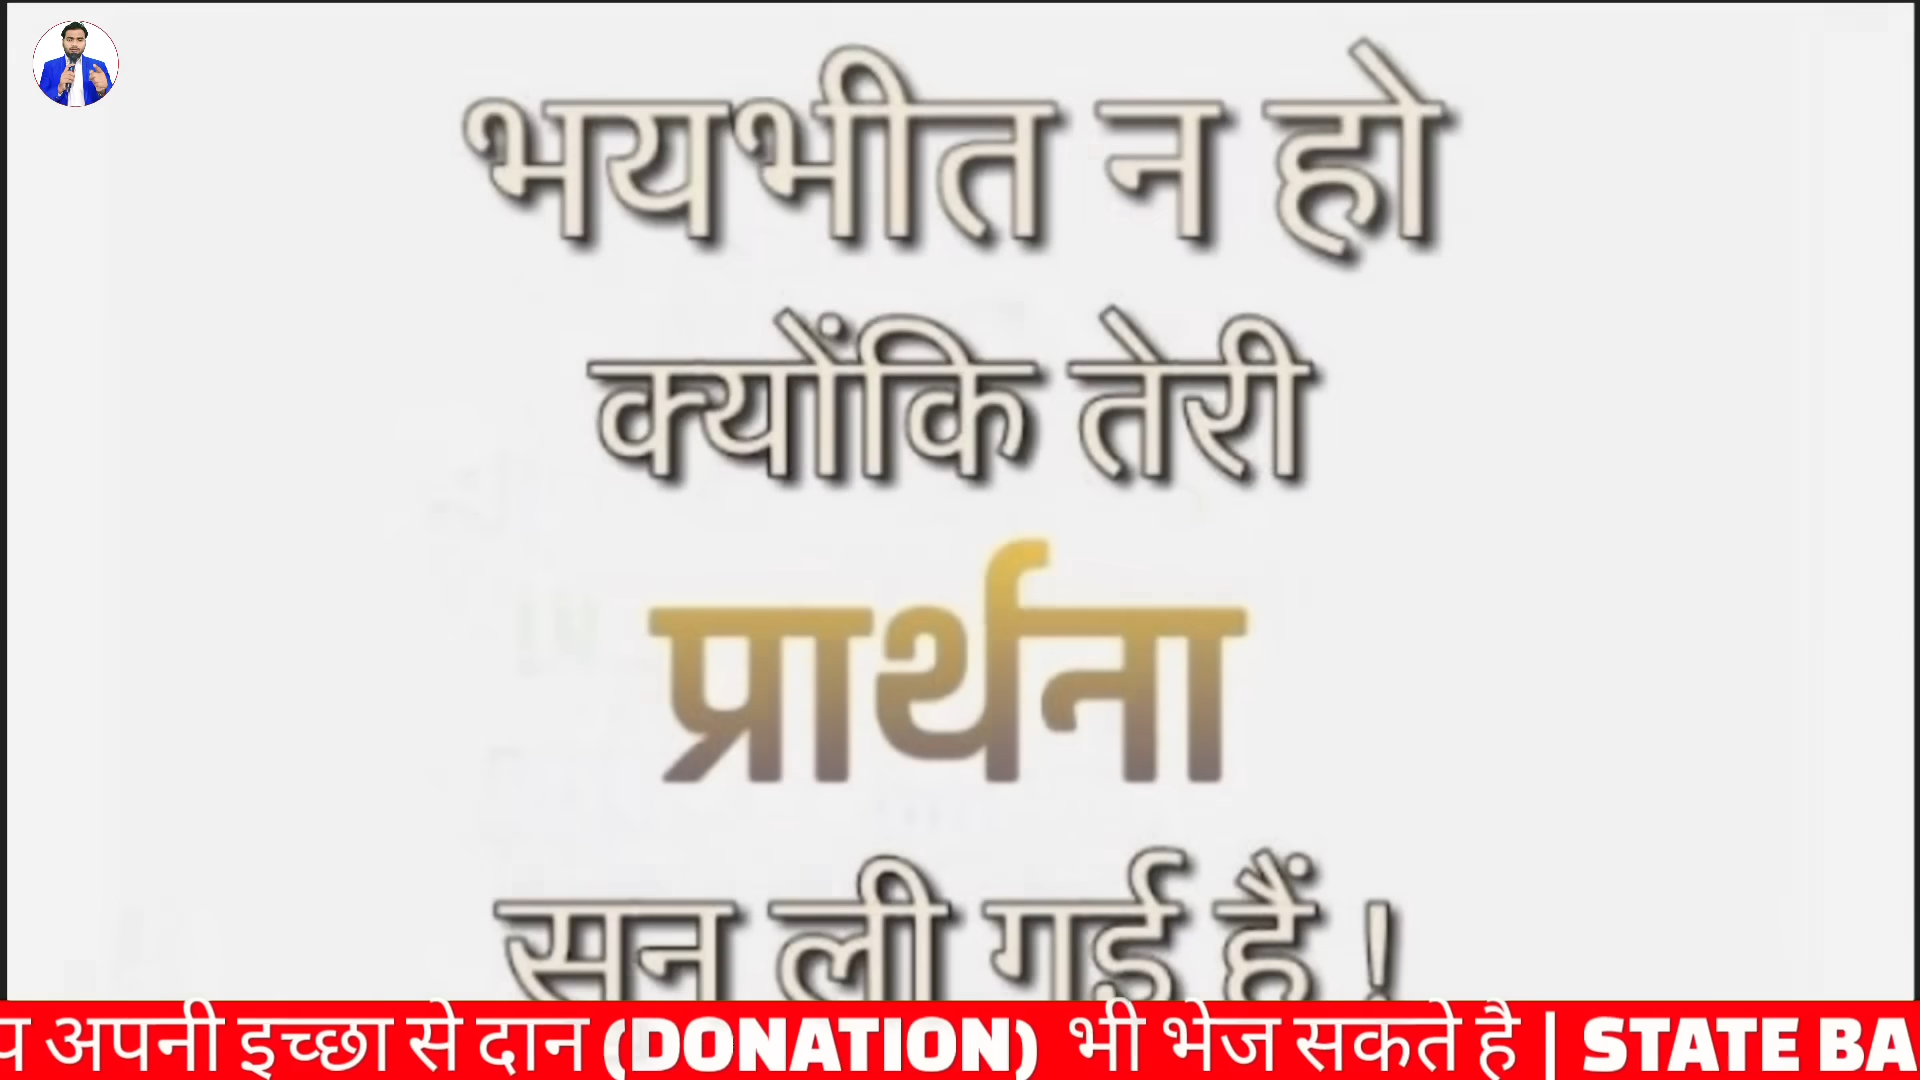 भयभीत न हो
क्योंकि तेरी
प्रार्थना
सुन ली गई हैं !
अपनी इच्छा से दान (DONATION) भी भेज सकते है | STATE BA